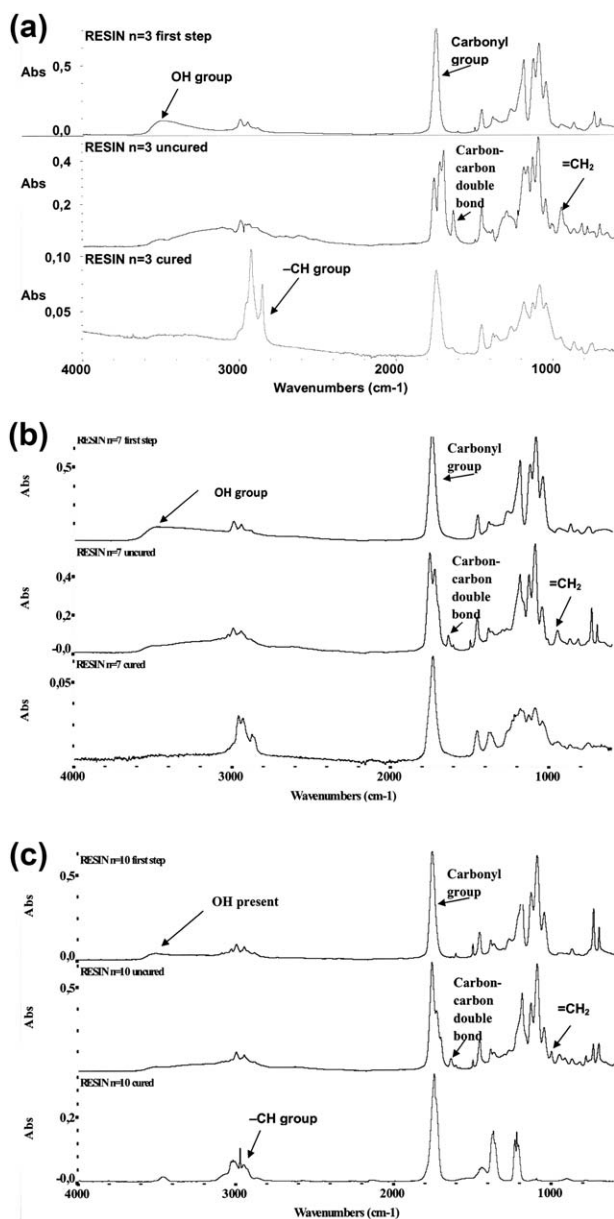 (a)
RESIN n=3 first step
0,5
Abs
0,0
OH group
Carbonyl
group
RESIN n=3 uncured
0,4
Abs
0,2
Carbon-
carbon
double
bond
=CH₂
RESIN n=3 cured
0,10
Abs
0,05
–CH group
4000 3000 2000 1000
Wavenumbers (cm-1)
(b)
RESIN n=7 first step
0,5
Abs
OH group
Carbonyl
group
RESIN n=7 uncured
0,4
Abs
0,2
-0,0
Carbon-
carbon
double
bond
=CH₂
RESIN n=7 cured
0,05
Abs
4000 3000 2000 1000
Wavenumbers (cm-1)
(c)
RESIN n=10 first step
0,5
Abs
0,0
OH present
Carbonyl
group
RESIN n=10 uncured
0,5
Abs
Carbon-
carbon
double
bond
=CH₂
RESIN n=10 cured
0,2
Abs
-0,0
–CH group
4000 3000 2000 1000
Wavenumbers (cm-1)